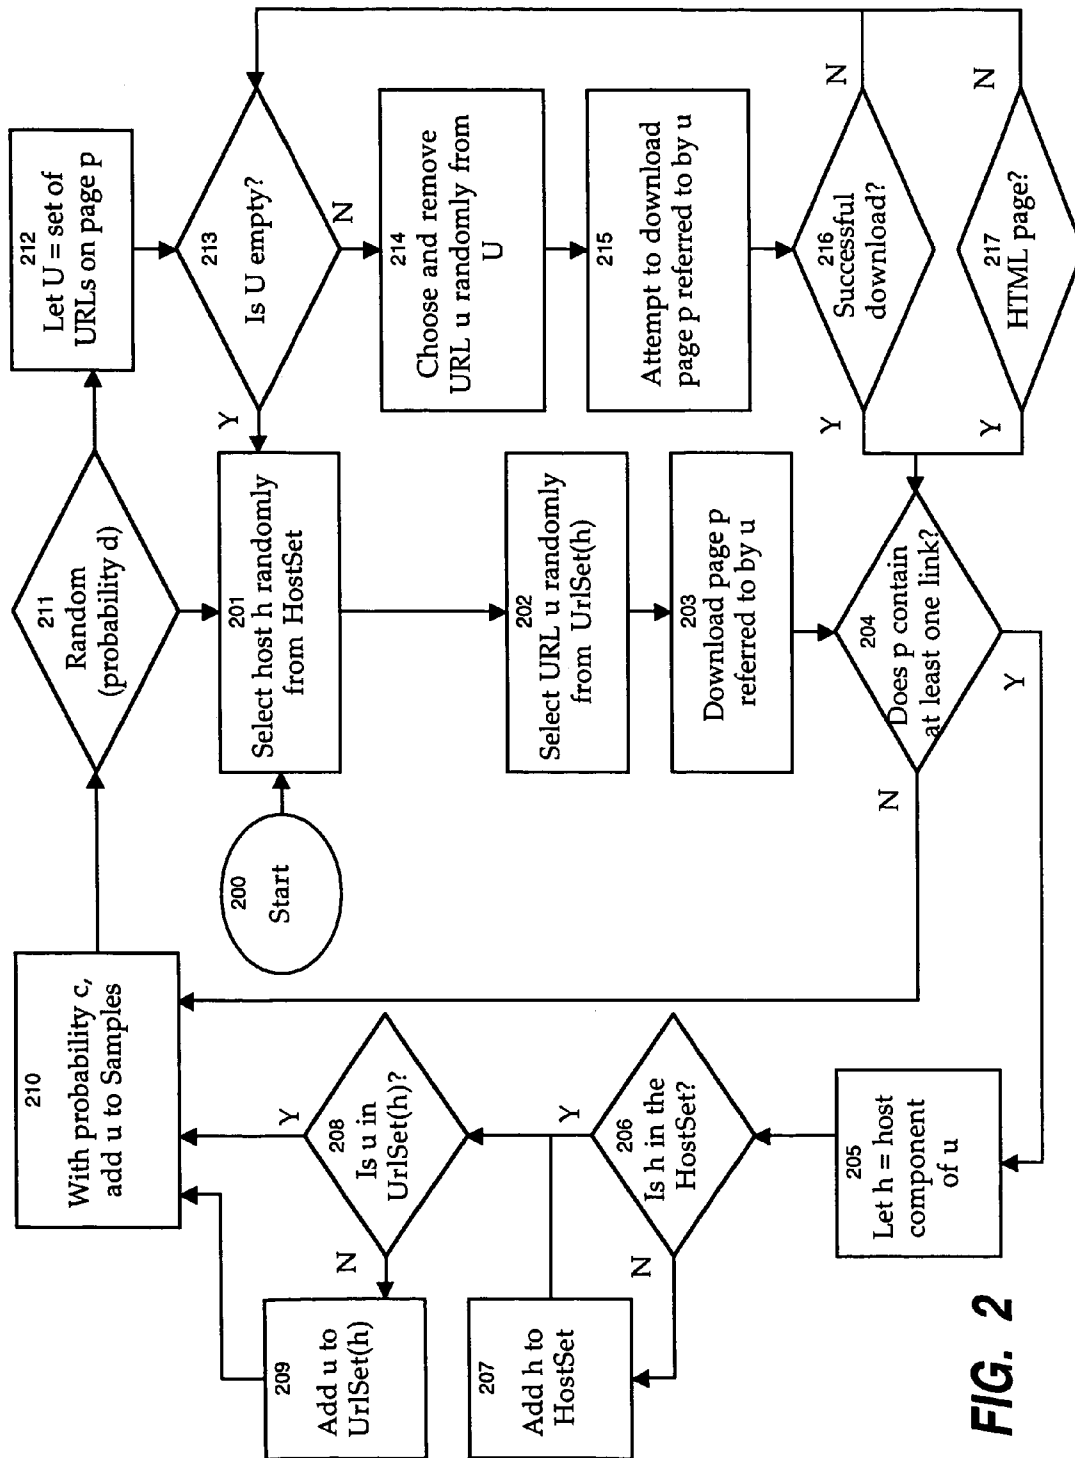 200
Start
201
Select host h randomly
from HostSet
202
Select URL u randomly
from UrlSet(h)
203
Download page p
referred to by u
204
Does p contain
at least one link?
N
Y
205
Let h = host
component
of u
206
Is h in the
HostSet?
N
Y
207
Add h to
HostSet
208
Is u in
UrlSet(h)?
N
Y
209
Add u to
UrlSet(h)
210
With probability c,
add u to Samples
211
Random
(probability d)
212
Let U = set of
URLs on page p
213
Is U empty?
Y
N
214
Choose and remove
URL u randomly from
U
215
Attempt to download
page p referred to by u
216
Successful
download?
Y
N
217
HTML page?
Y
N
FIG. 2